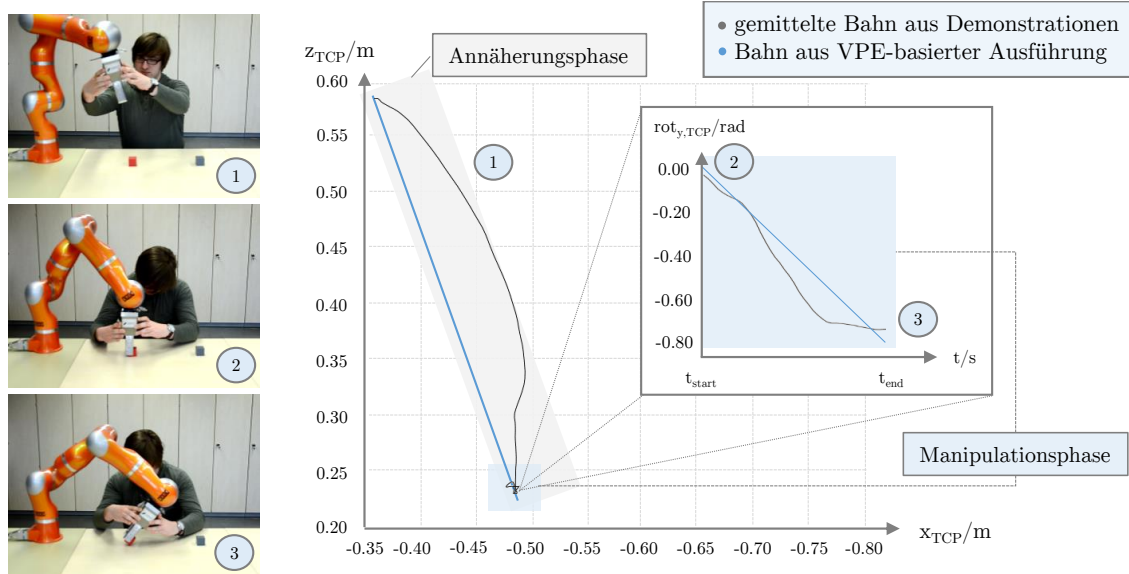 gemittelte Bahn aus Demonstrationen
Bahn aus VPE-basierter Ausführung
z_TCP/m
Annäherungsphase
0.60
0.55
0.50
0.45
0.40
0.35
0.30
0.25
0.20
-0.35 -0.40 -0.45 -0.50 -0.55 -0.60 -0.65 -0.70 -0.75 -0.80
x_TCP/m
1
rot_y,TCP/rad
2
0.00
-0.20
-0.40
-0.60
-0.80
3
t/s
t_start
t_end
Manipulationsphase
1
2
3